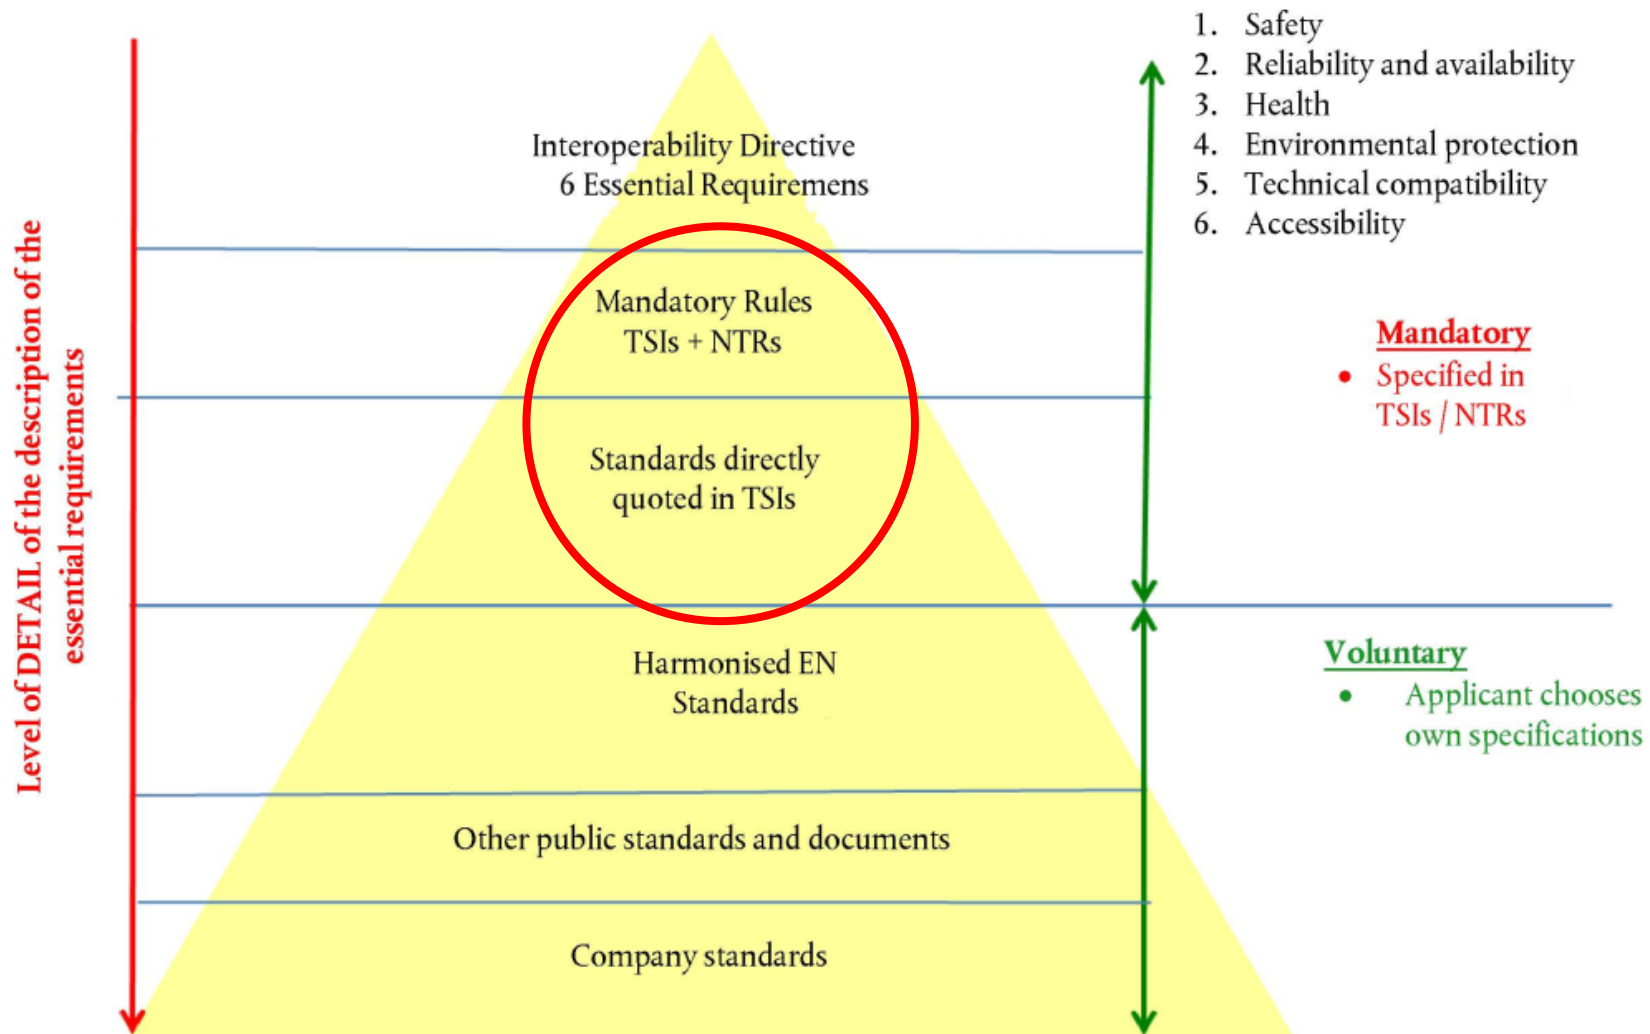 1. Safety
2. Reliability and availability
3. Health
4. Environmental protection
5. Technical compatibility
6. Accessibility
Interoperability Directive
6 Essential Requiremens
Mandatory Rules
TSIs + NTRs
Standards directly
quoted in TSIs
Harmonised EN
Standards
Other public standards and documents
Company standards
Level of DETAIL of the description of the
essential requirements
Mandatory
• Specified in
TSIs / NTRs
Voluntary
• Applicant chooses
own specifications